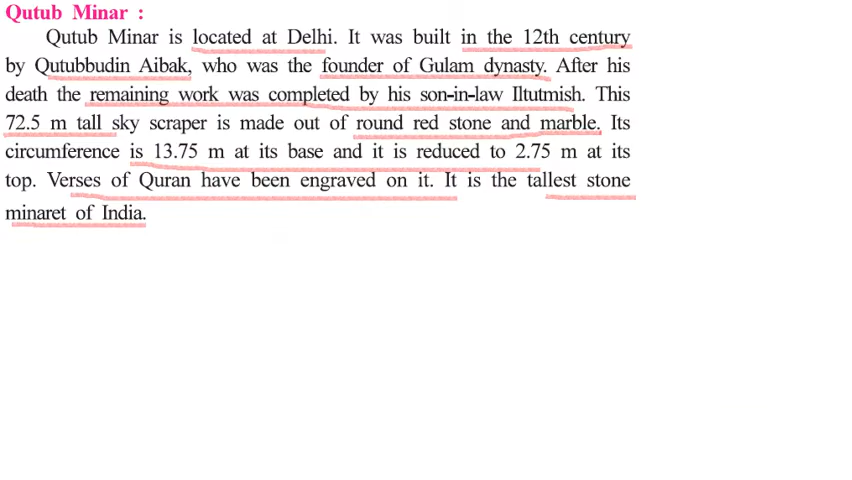 Qutub Minar :
Qutub Minar is located at Delhi. It was built in the 12th century
by Qutubbudin Aibak, who was the founder of Gulam dynasty. After his
death the remaining work was completed by his son-in-law Iltutmish. This
72.5 m tall sky scraper is made out of round red stone and marble. Its
circumference is 13.75 m at its base and it is reduced to 2.75 m at its
top. Verses of Quran have been engraved on it. It is the tallest stone
minaret of India.